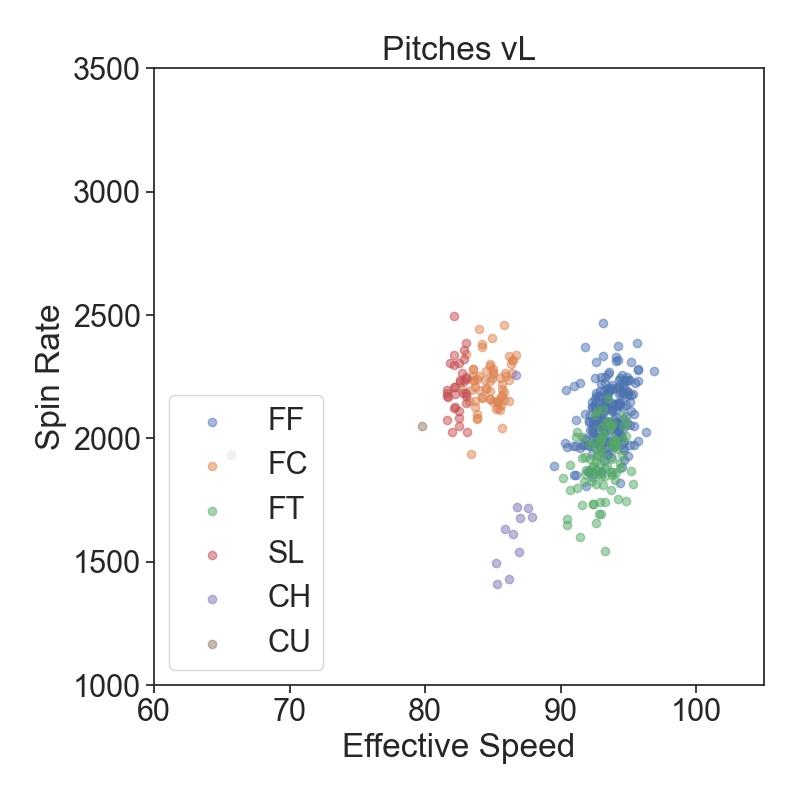 Pitches vL
3500
3000
2500
2000
1500
1000
Spin Rate
FF
FC
FT
SL
CH
CU
60 70 80 90 100
Effective Speed